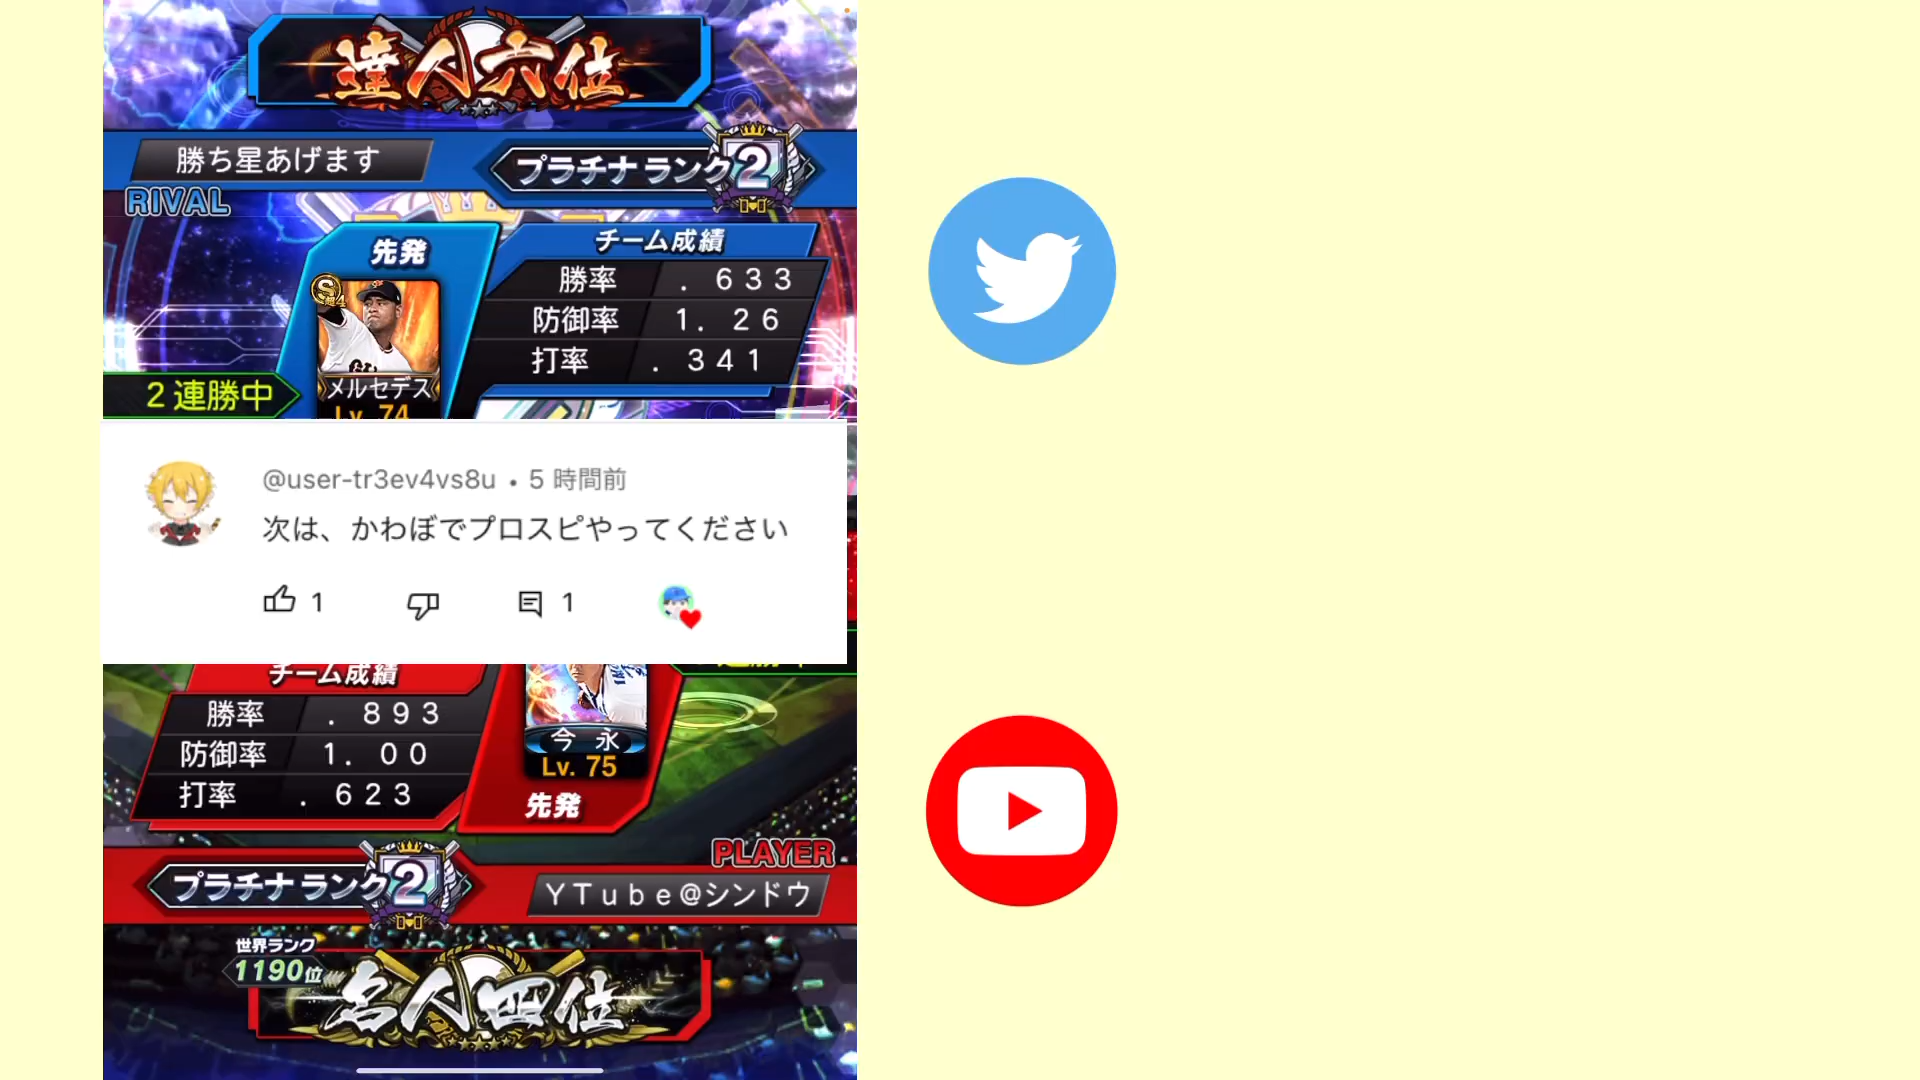 達人六位
勝ち星あげます
プラチナランク 2
RIVAL
先発
チーム成績
勝率 .633
防御率 1.26
打率 .341
S
超4
メルセデス
Lv. 74
2連勝中
@user-tr3ev4vs8u • 5 時間前
次は、かわぼでプロスピやってください
1
1
チーム成績
勝率 .893
防御率 1.00
打率 .623
今永
Lv. 75
先発
PLAYER
プラチナランク 2
YTube@シンドウ
世界ランク
1190位
名人四位